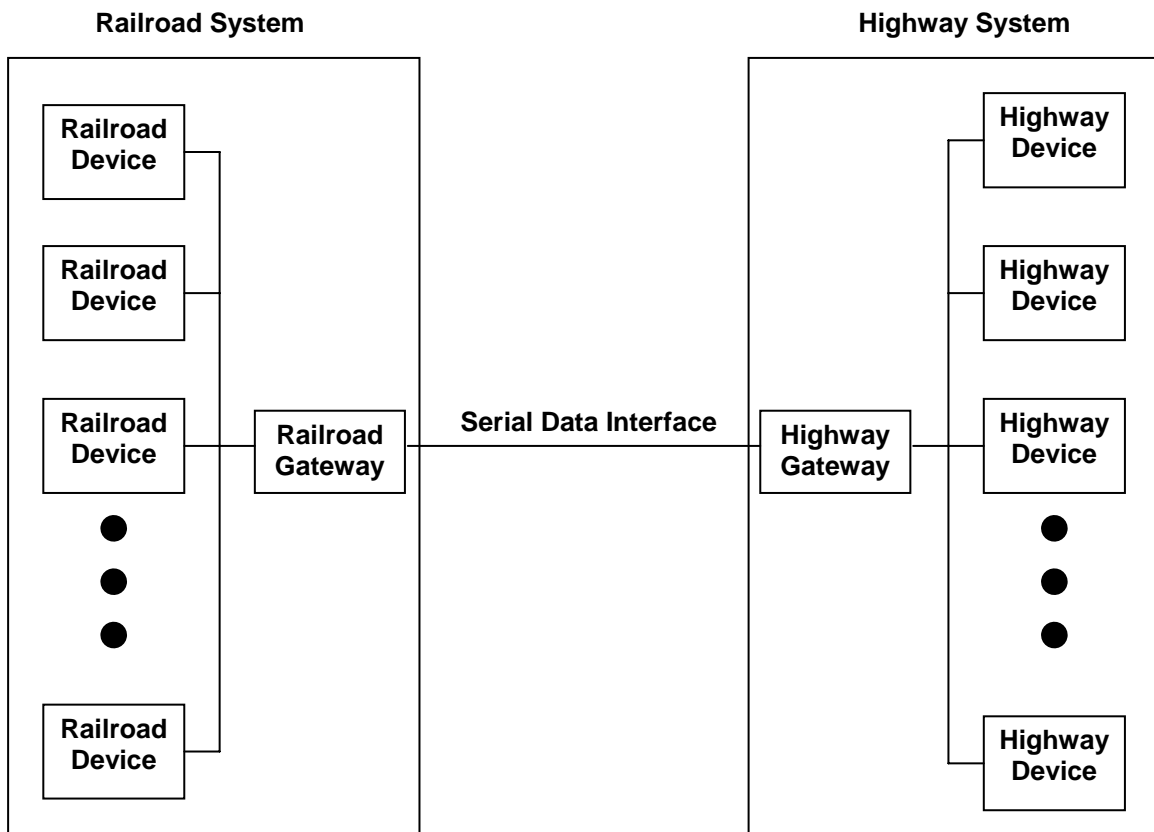 Railroad System
Highway System
Railroad
Device
Railroad
Device
Railroad
Device
Railroad
Gateway
Railroad
Device
Serial Data Interface
Highway
Gateway
Highway
Device
Highway
Device
Highway
Device
Highway
Device